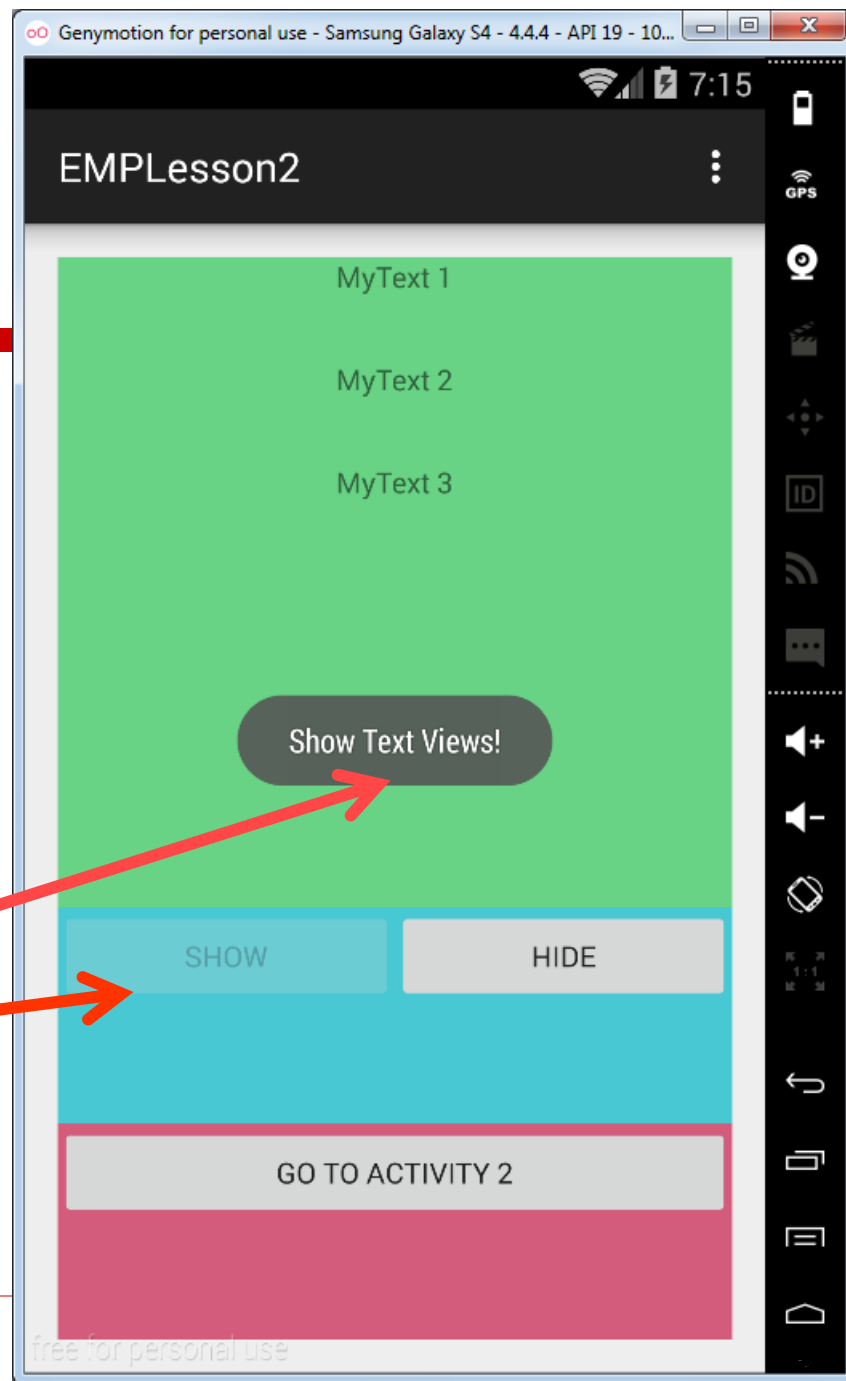 Genymotion for personal use - Samsung Galaxy S4 - 4.4.4 - API 19 - 10...
7:15
EMPLesson2
GPS
MyText 1
MyText 2
ID
MyText 3
Show Text Views!
SHOW HIDE
1:1
GO TO ACTIVITY 2
free for personal use